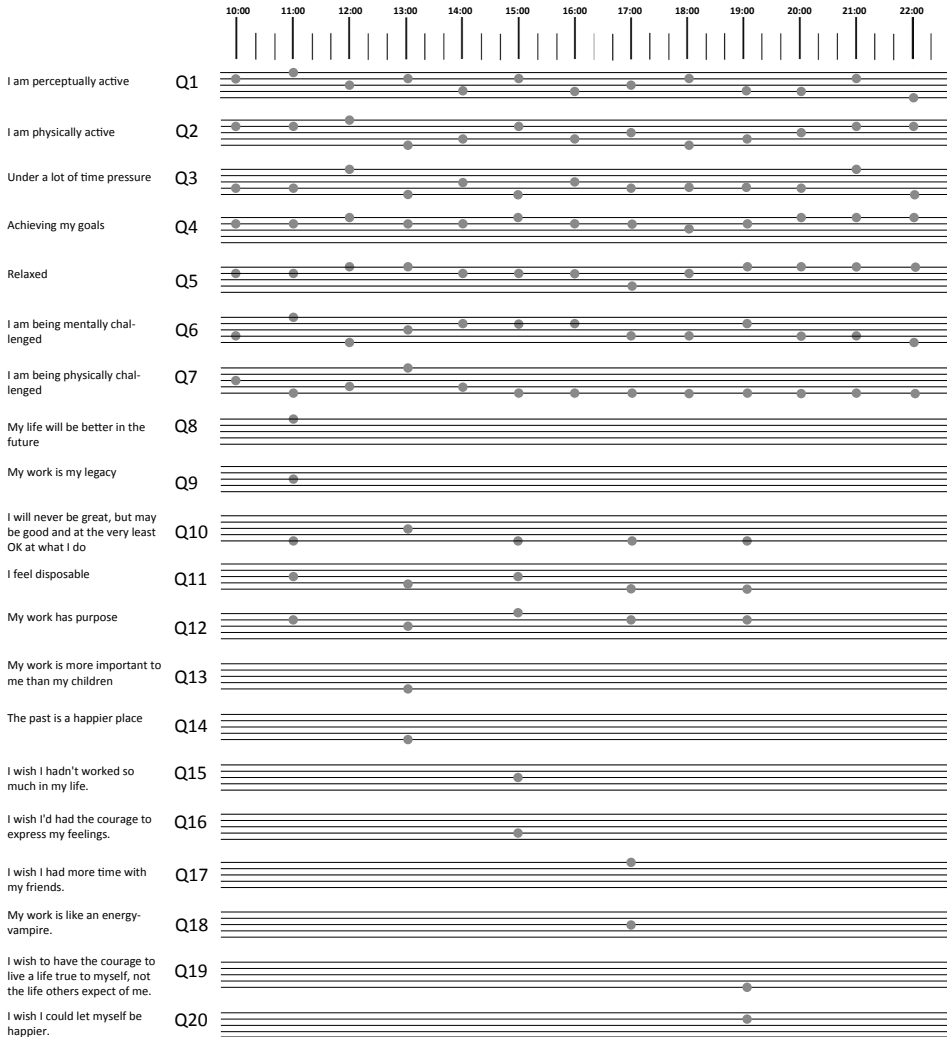 10:00 11:00 12:00 13:00 14:00 15:00 16:00 17:00 18:00 19:00 20:00 21:00 22:00
I am perceptually active Q1
I am physically active Q2
Under a lot of time pressure Q3
Achieving my goals Q4
Relaxed Q5
I am being mentally chal-
lenged
Q6
I am being physically chal-
lenged
Q7
My life will be better in the
future
Q8
My work is my legacy Q9
I will never be great, but may
be good and at the very least
OK at what I do
Q10
I feel disposable Q11
My work has purpose Q12
My work is more important to
me than my children
Q13
The past is a happier place Q14
I wish I hadn't worked so
much in my life.
Q15
I wish I'd had the courage to
express my feelings.
Q16
I wish I had more time with
my friends.
Q17
My work is like an energy-
vampire.
Q18
I wish to have the courage to
live a life true to myself, not
the life others expect of me.
Q19
I wish I could let myself be
happier.
Q20